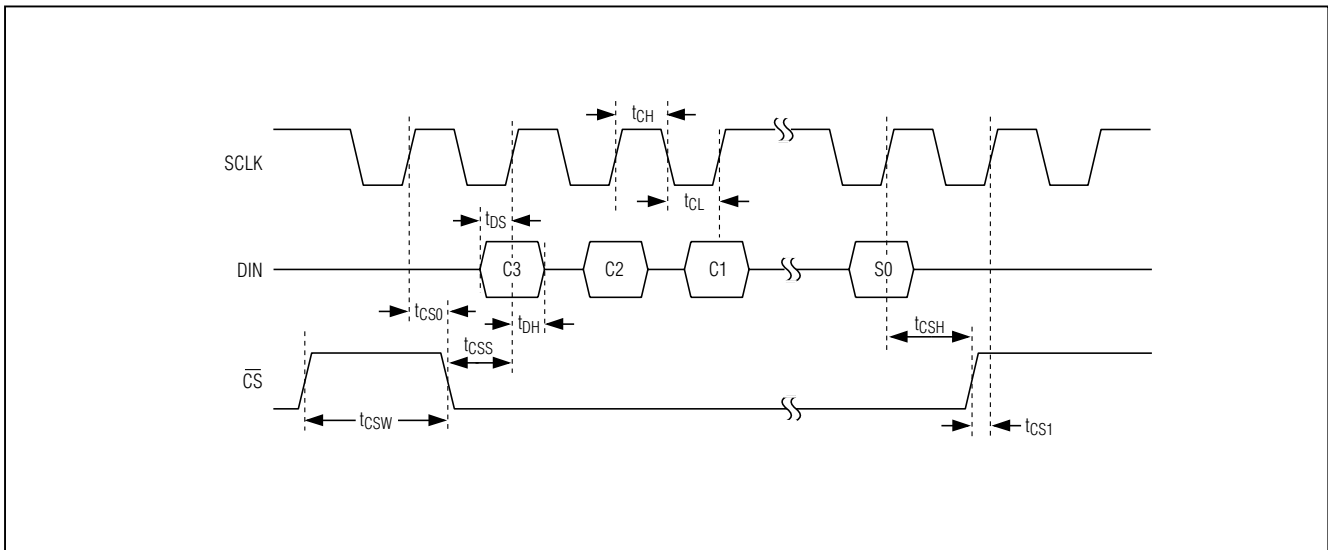 tCH
SCLK
tCL
tDS
DIN
C3
C2
C1
S0
tCS0
tDH
tCSH
tCSS
CS
tCSW
tCS1